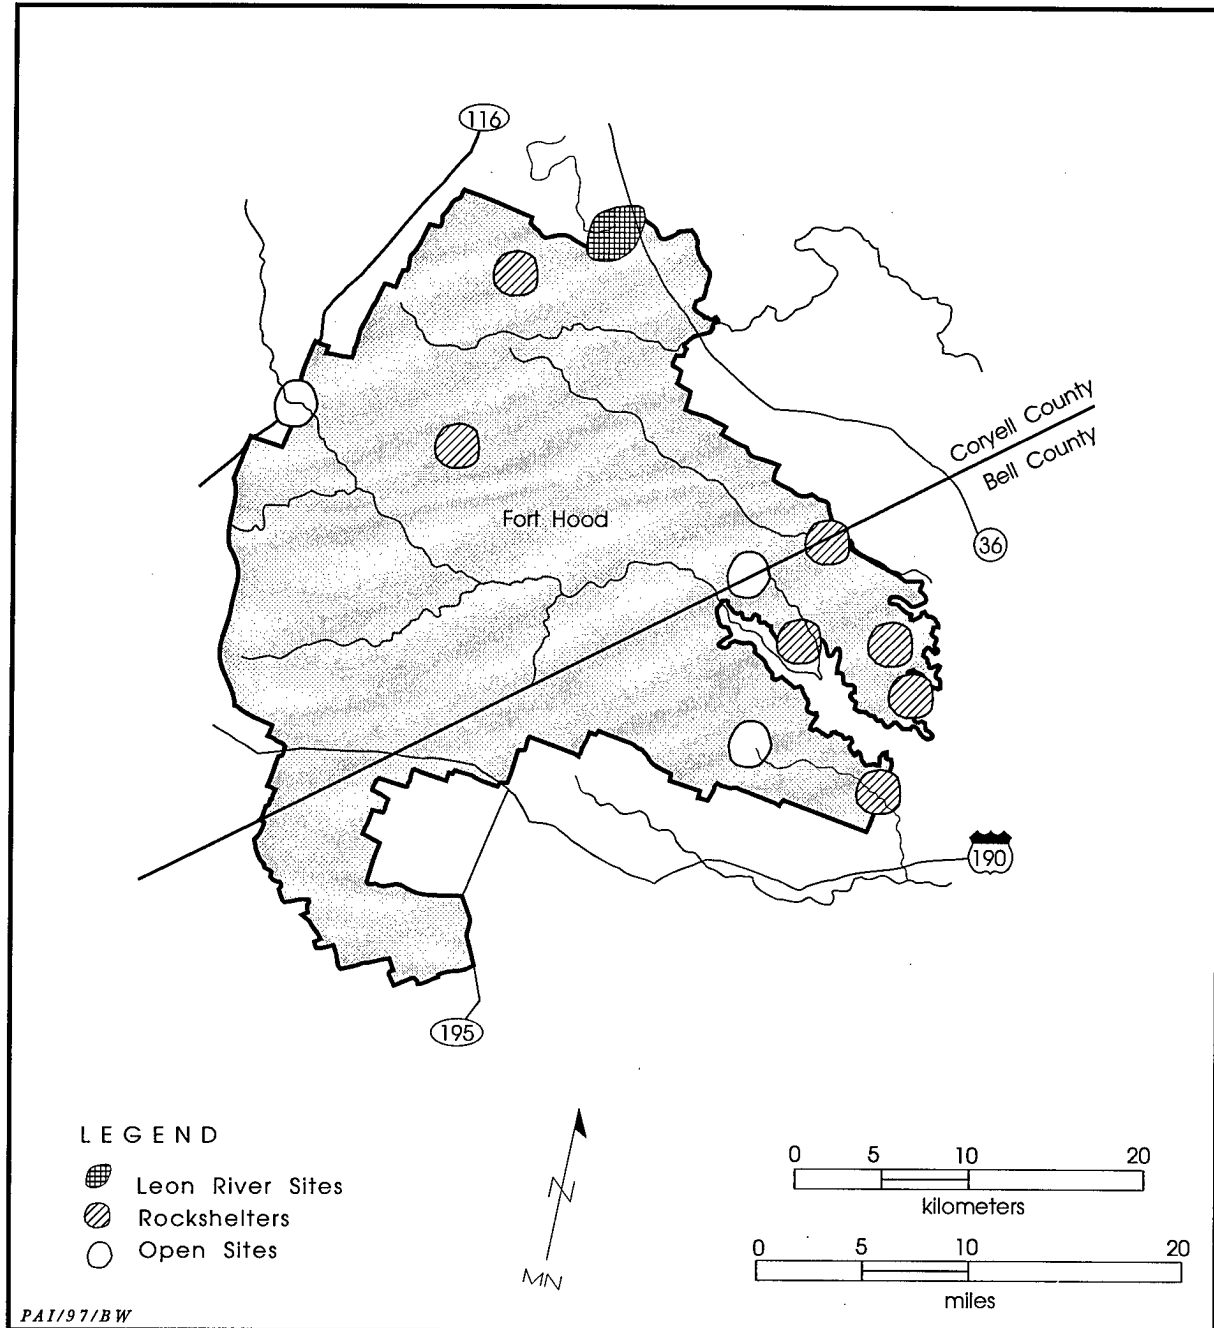 116
Coryell County
Bell County
Fort Hood
36
190
195
LEGEND
Leon River Sites
Rockshelters
Open Sites
N
MN
0 5 10 20
kilometers
0 5 10 20
miles
PAI/97/BW